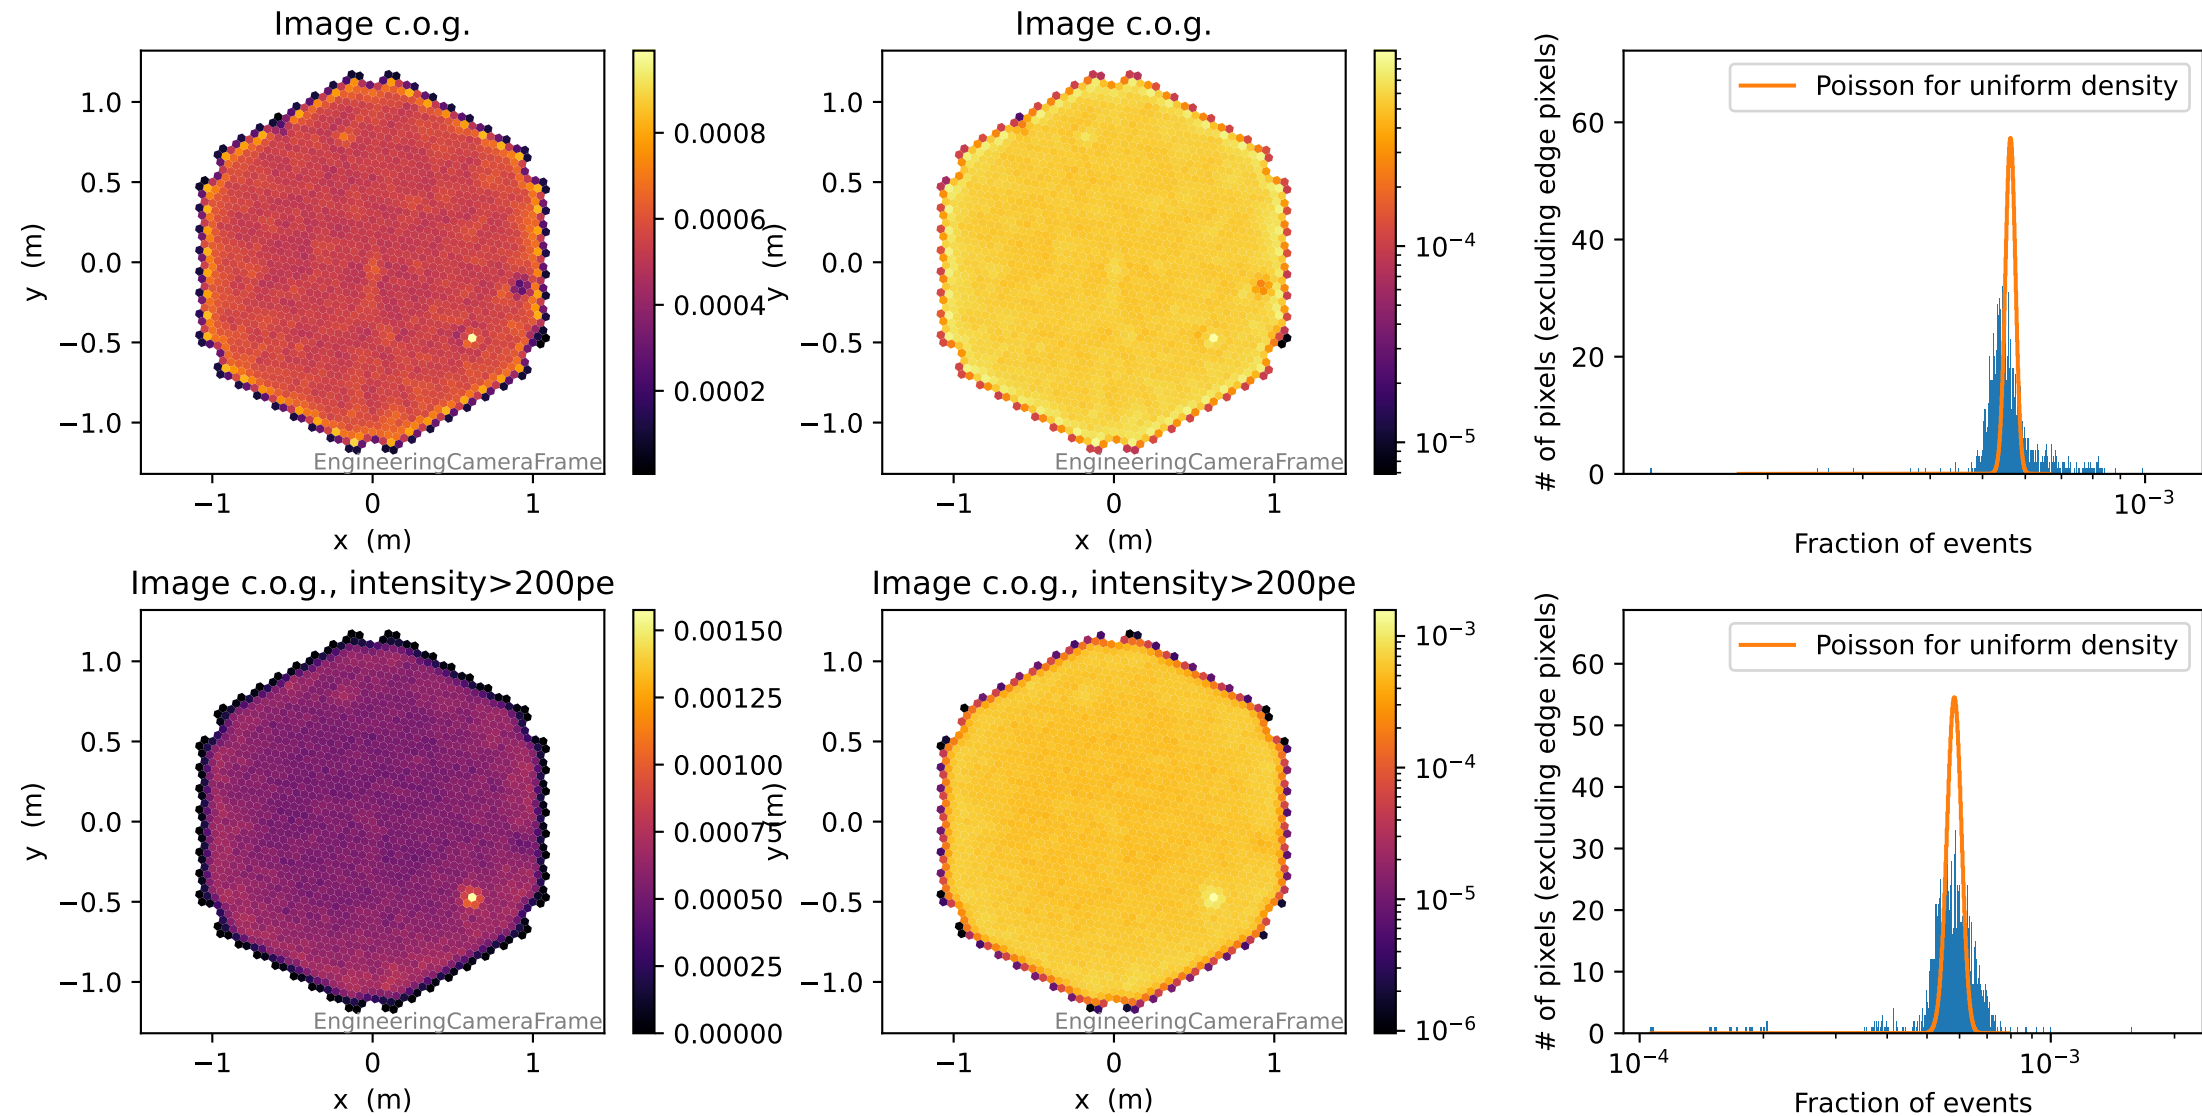 Image c.o.g.
1.0
0.5
0.0
−0.5
−1.0
y (m)
−1
0
1
x (m)
EngineeringCameraFrame
0.0008
0.0006
0.0004
0.0002
Image c.o.g.
1.0
0.5
0.0
−0.5
−1.0
y (m)
−1
0
1
x (m)
EngineeringCameraFrame
10⁻⁴
10⁻⁵
Poisson for uniform density
60
40
20
0
# of pixels (excluding edge pixels)
10⁻³
Fraction of events
Image c.o.g., intensity>200pe
1.0
0.5
0.0
−0.5
−1.0
y (m)
−1
0
1
x (m)
EngineeringCameraFrame
0.00150
0.00125
0.00100
0.00075
0.00050
0.00025
0.00000
Image c.o.g., intensity>200pe
1.0
0.5
0.0
−0.5
−1.0
y (m)
−1
0
1
x (m)
EngineeringCameraFrame
10⁻³
10⁻⁴
10⁻⁵
10⁻⁶
Poisson for uniform density
60
50
40
30
20
10
0
# of pixels (excluding edge pixels)
10⁻⁴
10⁻³
Fraction of events